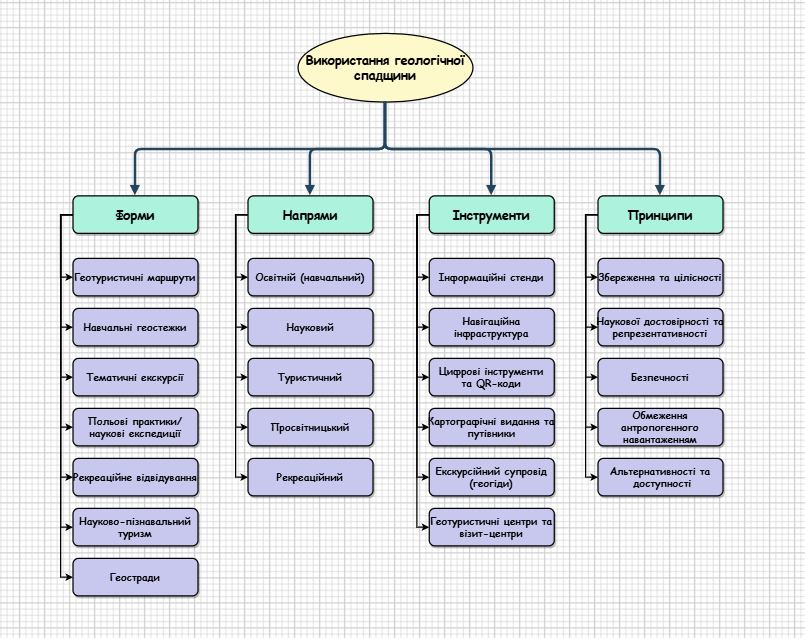 Використання геологічної
спадщини
Форми
Геотуристичні маршрути
Навчальні геостежки
Тематичні екскурсії
Польові практики/
наукові експедиції
Рекреаційне відвідування
Науково-пізнавальний
туризм
Геостради
Напрями
Освітній (навчальний)
Науковий
Туристичний
Просвітницький
Рекреаційний
Інструменти
Інформаційні стенди
Навігаційна
інфраструктура
Цифрові інструменти
та QR-коди
Картографічні видання та
путівники
Екскурсійний супровід
(геогіди)
Геотуристичні центри та
візит-центри
Принципи
Збереження та цілісності
Наукової достовірності та
репрезентативності
Безпечності
Обмеження
антропогенного
навантаженням
Альтернативності та
доступності